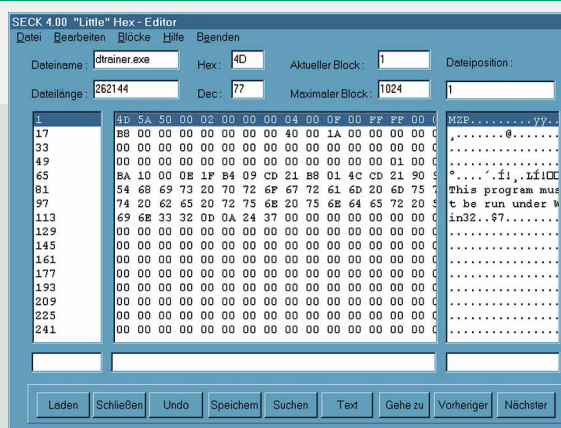 SECK 4.00 "Little" Hex - Editor
Datei Bearbeiten Blöcke Hilfe Beenden
Dateiname: dtrainer.exe Hex: 4D Aktueller Block: 1 Dateiposition:
Dateilänge: 262144 Dec: 77 Maximaler Block: 1024 1
1 4D 5A 50 00 02 00 00 00 04 00 0F 00 FF FF 00 MZP.........ÿÿ..
17 B8 00 00 00 00 00 00 00 40 00 1A 00 00 00 00 ¸.......@.......
33 00 00 00 00 00 00 00 00 00 00 00 00 00 00 00 ................
49 00 00 00 00 00 00 00 00 00 00 00 00 00 01 00 ................
65 BA 10 00 0E 1F B4 09 CD 21 B8 01 4C CD 21 90 º....´.Í!¸.LÍ!
81 54 68 69 73 20 70 72 6F 67 72 61 6D 20 6D 75 This program mus
97 74 20 62 65 20 72 75 6E 20 75 6E 64 65 72 20 t be run under W
113 69 6E 33 32 0D 0A 24 37 00 00 00 00 00 00 00 in32..$7........
129 00 00 00 00 00 00 00 00 00 00 00 00 00 00 00 ................
145 00 00 00 00 00 00 00 00 00 00 00 00 00 00 00 ................
161 00 00 00 00 00 00 00 00 00 00 00 00 00 00 00 ................
177 00 00 00 00 00 00 00 00 00 00 00 00 00 00 00 ................
193 00 00 00 00 00 00 00 00 00 00 00 00 00 00 00 ................
209 00 00 00 00 00 00 00 00 00 00 00 00 00 00 00 ................
225 00 00 00 00 00 00 00 00 00 00 00 00 00 00 00 ................
241 00 00 00 00 00 00 00 00 00 00 00 00 00 00 00 ................
Laden Schließen Undo Speichern Suchen Text Gehe zu Vorheriger Nächster